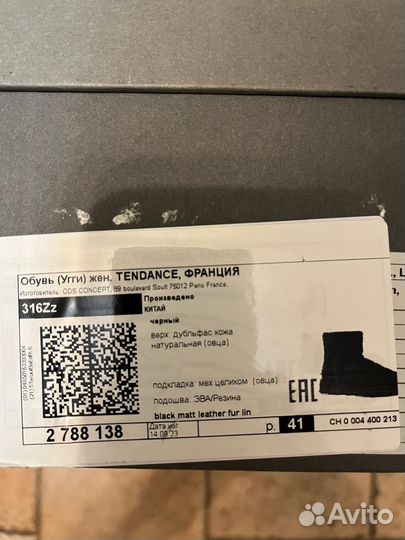 Обувь (Угги) жен. TENDANCE, ФРАНЦИЯ
Изготовитель: ODS CONCEPT, 89 boulevard Soult 75012 Paris France,
316Zz
Произведено
КИТАЙ
черный
верх: дубльфас кожа
натуральная (овца)
подкладка: мех целиком (овца)
подошва: ЭВА/Резина
black matt leather fur lin
EAC
2 788 138
Дата изг
14.08.23
р. 41
CH 0 004 400 213
Avito